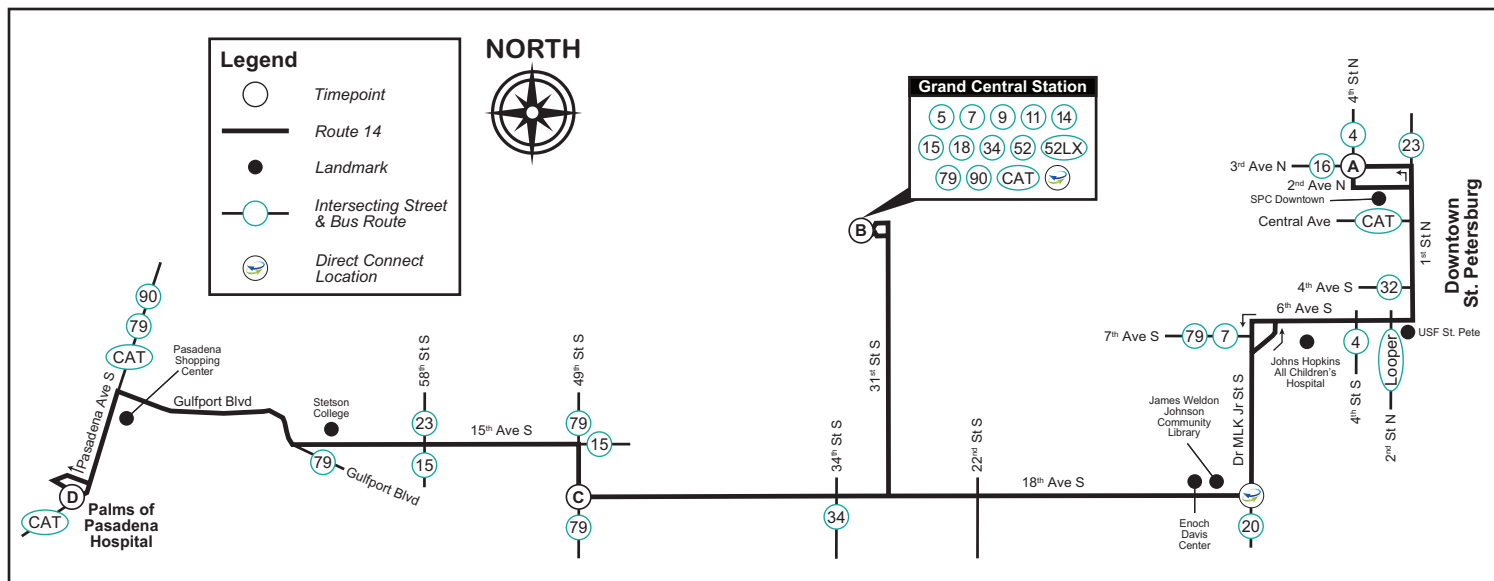 Legend
Timepoint
Route 14
Landmark
Intersecting Street
& Bus Route
Direct Connect
Location
NORTH
Grand Central Station
5 7 9 11 14
15 18 34 52 52LX
79 90 CAT
B
31st St S
4th St N
4
23
3rd Ave N 16 A
2nd Ave N
SPC Downtown
Central Ave CAT
1st St N
Downtown
St. Petersburg
4th Ave S 32
6th Ave S
7th Ave S 79 7
USF St. Pete
Johns Hopkins
All Children's
Hospital
4
4th St S
Looper
2nd St N
James Weldon
Johnson
Community
Library
Dr MLK Jr St S
18th Ave S
Enoch
Davis
Center
20
22nd St S
34th St S
34
90
79
CAT
Pasadena
Shopping
Center
Pasadena Ave S
Gulfport Blvd
Stetson
College
58th St S
23
15
15th Ave S
49th St S
79
15
79
Gulfport Blvd
C
79
D
CAT
Palms of
Pasadena
Hospital